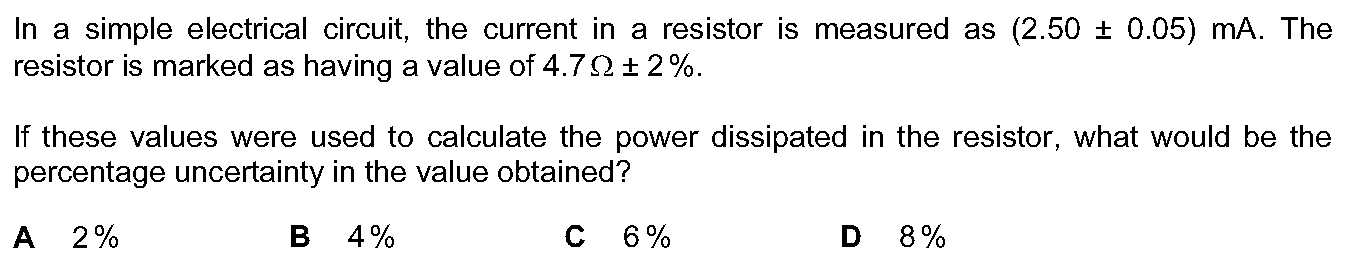 In a simple electrical circuit, the current in a resistor is measured as (2.50 ± 0.05) mA. The
resistor is marked as having a value of 4.7Ω ± 2%.
If these values were used to calculate the power dissipated in the resistor, what would be the
percentage uncertainty in the value obtained?
A 2% B 4% C 6% D 8%